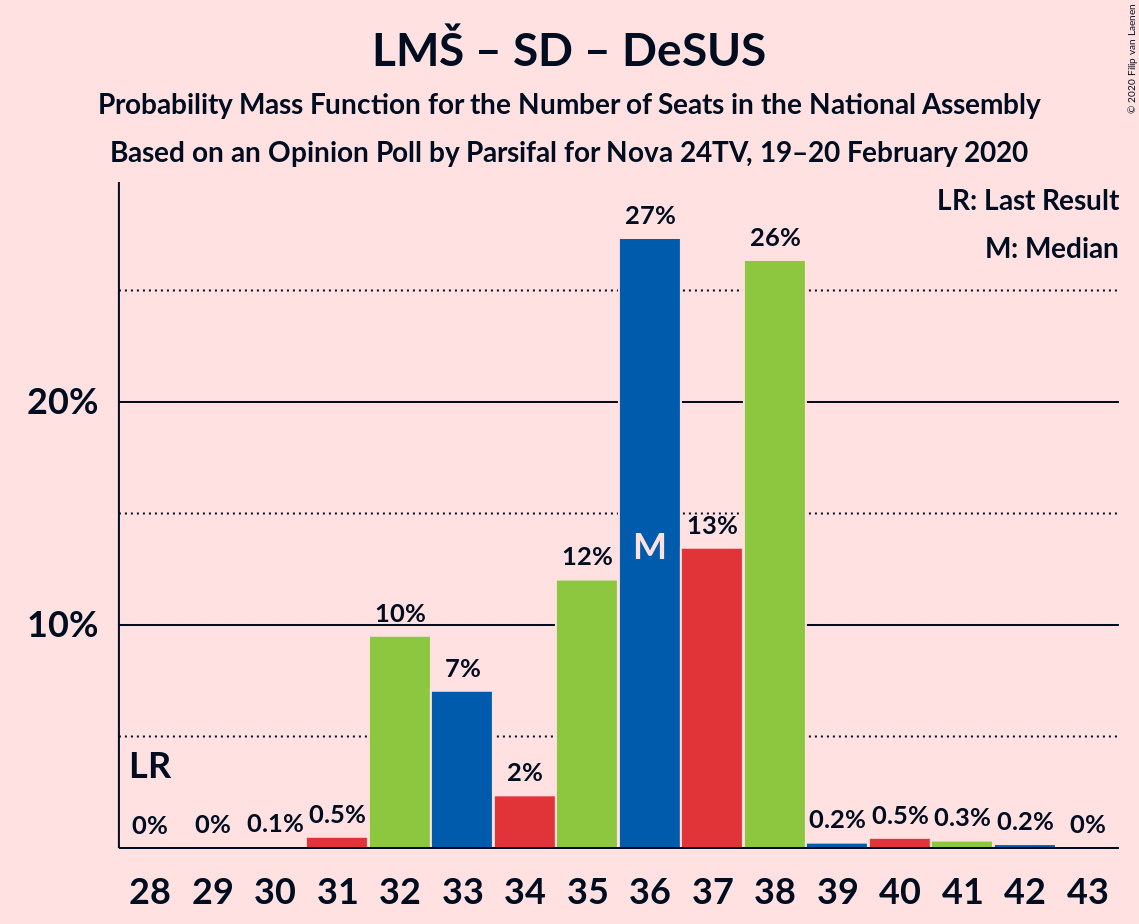 LMŠ – SD – DeSUS
Probability Mass Function for the Number of Seats in the National Assembly
Based on an Opinion Poll by Parsifal for Nova 24TV, 19–20 February 2020
© 2020 Filip van Laenen
LR: Last Result
M: Median
27%
26%
20%
13%
12%
M
10%
10%
7%
LR
2%
0% 0% 0.1% 0.5% 0.2% 0.5% 0.3% 0.2% 0%
28 29 30 31 32 33 34 35 36 37 38 39 40 41 42 43